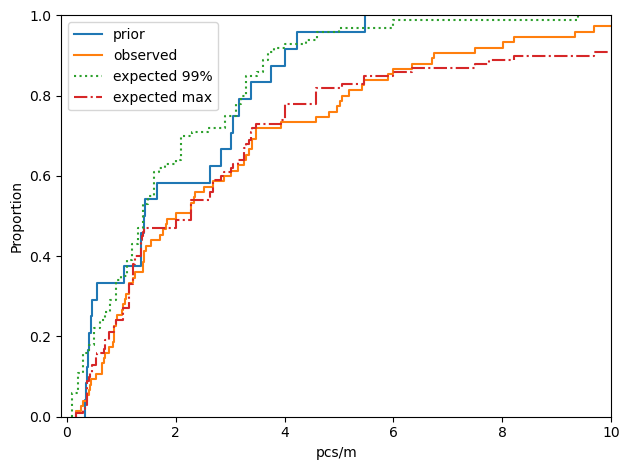 1.0
prior
observed
expected 99%
expected max
0.8
0.6
0.4
0.2
0.0
Proportion
0
2
4
6
8
10
pcs/m